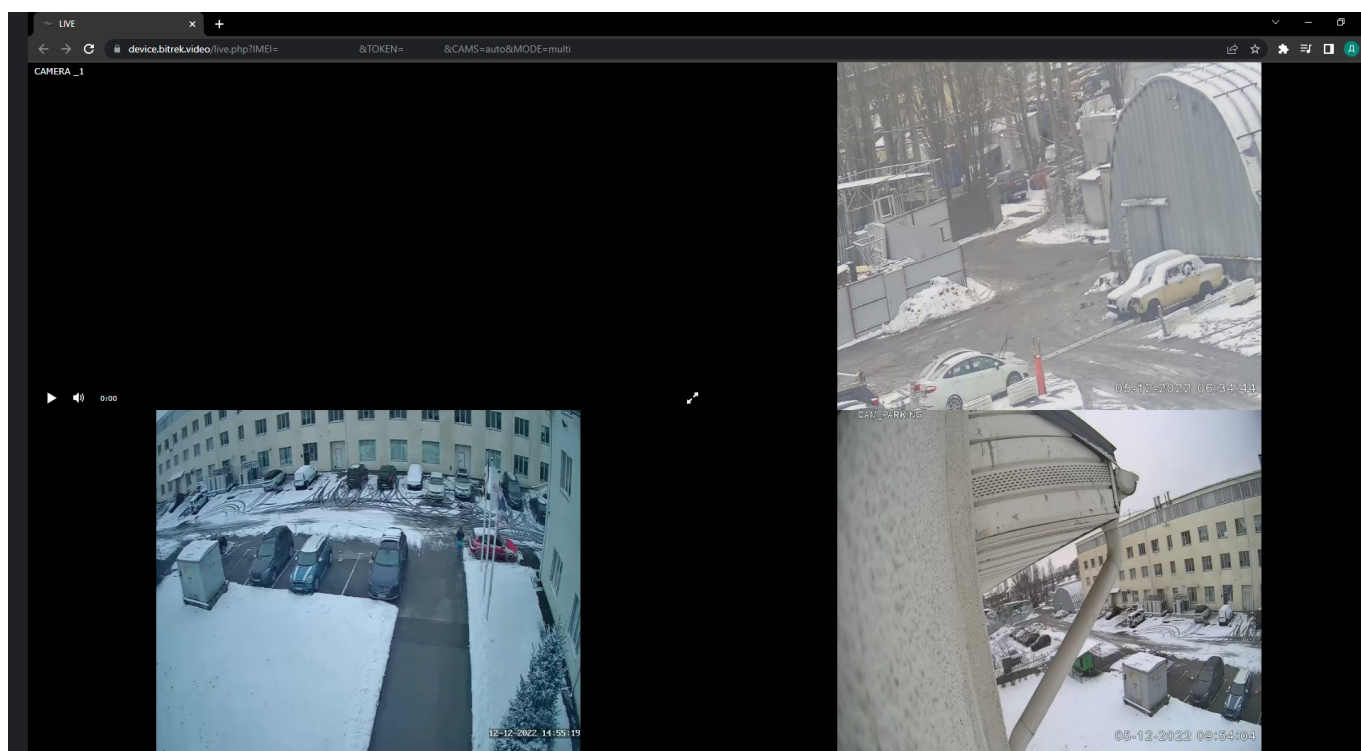 LIVE
device.bitrek.video/live.php?IMEI= &TOKEN= &CAMS=auto&MODE=multi
Д
CAMERA _1
05-12-2022 06:34:44
0:00
CAM_PARKING
12-12-2022 14:55:19
05-12-2022 09:54:04